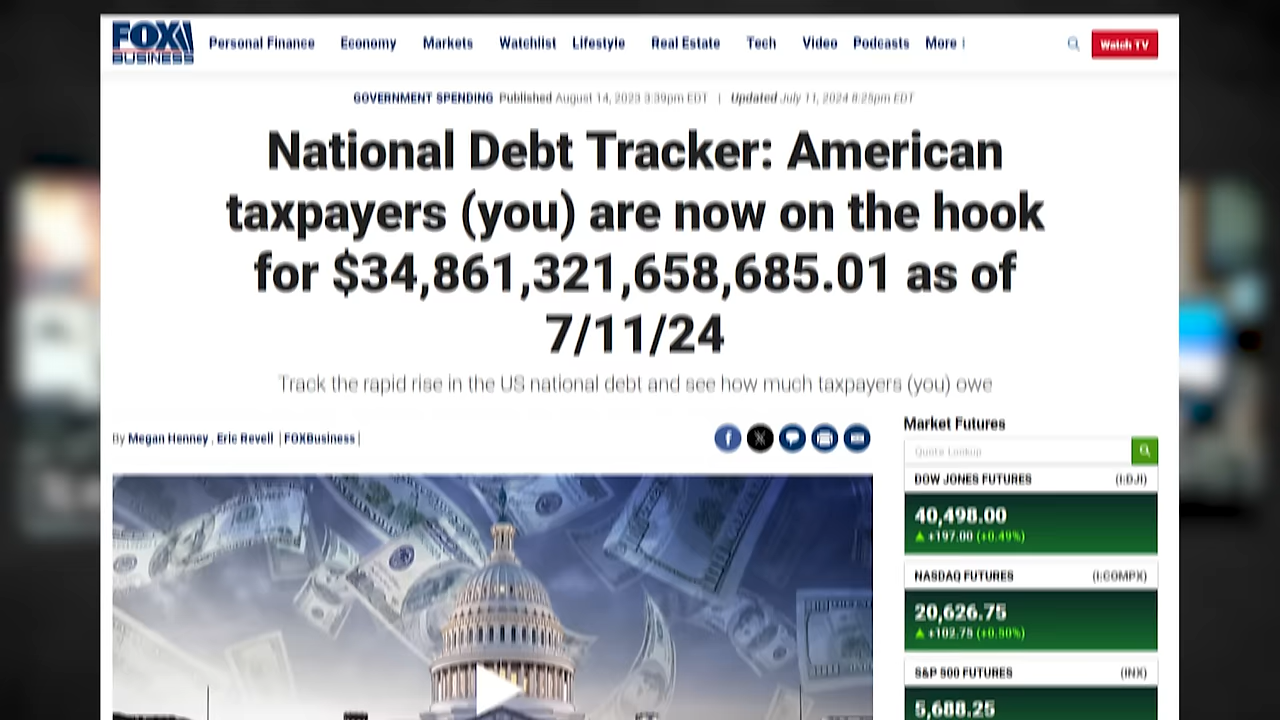 FOX BUSINESS
Personal Finance Economy Markets Watchlist Lifestyle Real Estate Tech Video Podcasts More Watch TV
GOVERNMENT SPENDING Published August 14, 2023 3:39pm EDT | Updated July 11, 2024 8:25pm EDT
National Debt Tracker: American
taxpayers (you) are now on the hook
for $34,861,321,658,685.01 as of
7/11/24
Track the rapid rise in the US national debt and see how much taxpayers (you) owe
By Megan Henney , Eric Revell | FOXBusiness |
Market Futures
Quote Lookup
DOW JONES FUTURES (I:DJI)
40,498.00
+197.00 (+0.49%)
NASDAQ FUTURES (I:COMPX)
20,626.75
+102.75 (+0.50%)
S&P 500 FUTURES (INX)
5,688.25